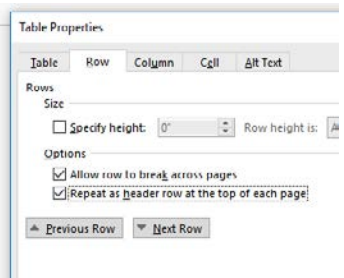 Table Properties
Table Row Column Cell Alt Text
Rows
Size
Specify height: 0" Row height is:
Options
Allow row to break across pages
Repeat as header row at the top of each page
Previous Row Next Row